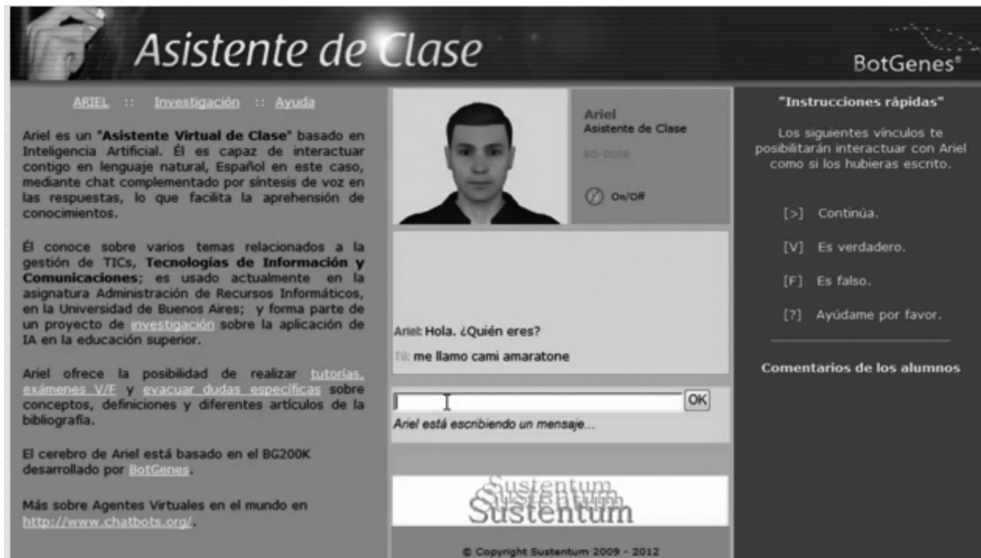 Asistente de Clase
BotGenes®
ARIEL :: Investigación :: Ayuda
Ariel es un "Asistente Virtual de Clase" basado en
Inteligencia Artificial. Él es capaz de interactuar
contigo en lenguaje natural, Español en este caso,
mediante chat complementado por síntesis de voz en
las respuestas, lo que facilita la aprehensión de
conocimientos.
Él conoce sobre varios temas relacionados a la
gestión de TICs, Tecnologías de Información y
Comunicaciones; es usado actualmente en la
asignatura Administración de Recursos Informáticos,
en la Universidad de Buenos Aires; y forma parte de
un proyecto de investigación sobre la aplicación de
IA en la educación superior.
Ariel ofrece la posibilidad de realizar tutorías,
exámenes V/F y evacuar dudas específicas sobre
conceptos, definiciones y diferentes artículos de la
bibliografía.
El cerebro de Ariel está basado en el BG200K
desarrollado por BotGenes.
Más sobre Agentes Virtuales en el mundo en
http://www.chatbots.org/.
Ariel
Asistente de Clase
BO-0006
On/Off
Ariel: Hola. ¿Quién eres?
Tú: me llamo cami amaratone
OK
Ariel está escribiendo un mensaje...
Sustentum
Sustentum
Sustentum
Sustentum
© Copyright Sustentum 2009 - 2012
"Instrucciones rápidas"
Los siguientes vínculos te
posibilitarán interactuar con Ariel
como si los hubieras escrito.
[>] Continúa.
[V] Es verdadero.
[F] Es falso.
[?] Ayúdame por favor.
Comentarios de los alumnos